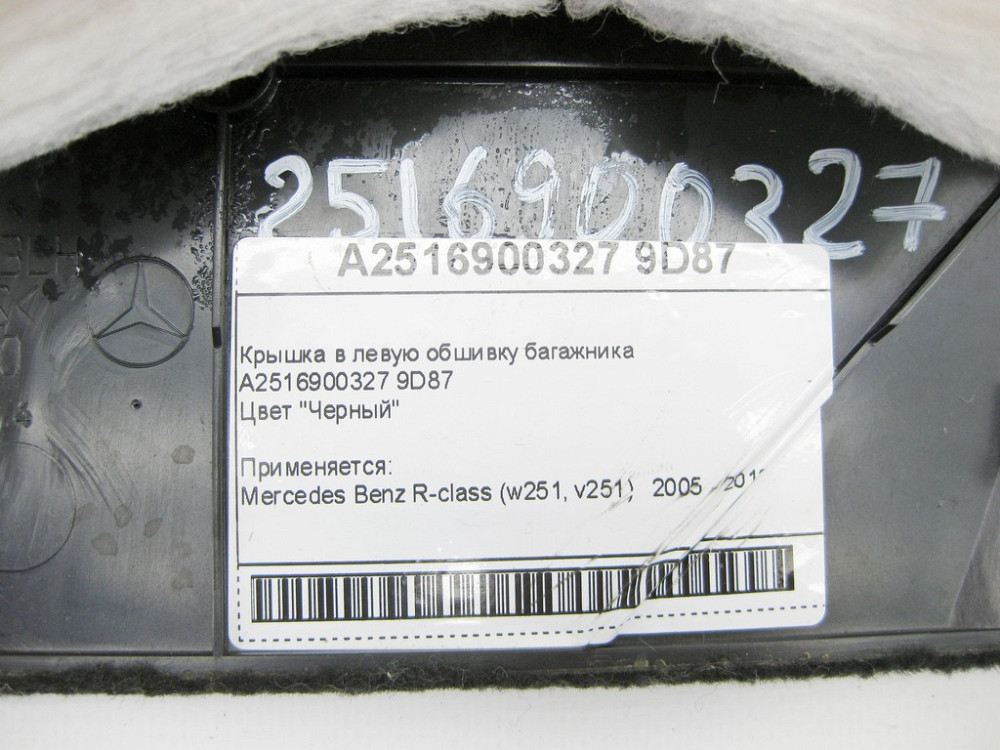 2516900327
A2516900327 9D87
Крышка в левую обшивку багажника
A2516900327 9D87
Цвет "Черный"
Применяется:
Mercedes Benz R-class (w251, v251) 2005 -